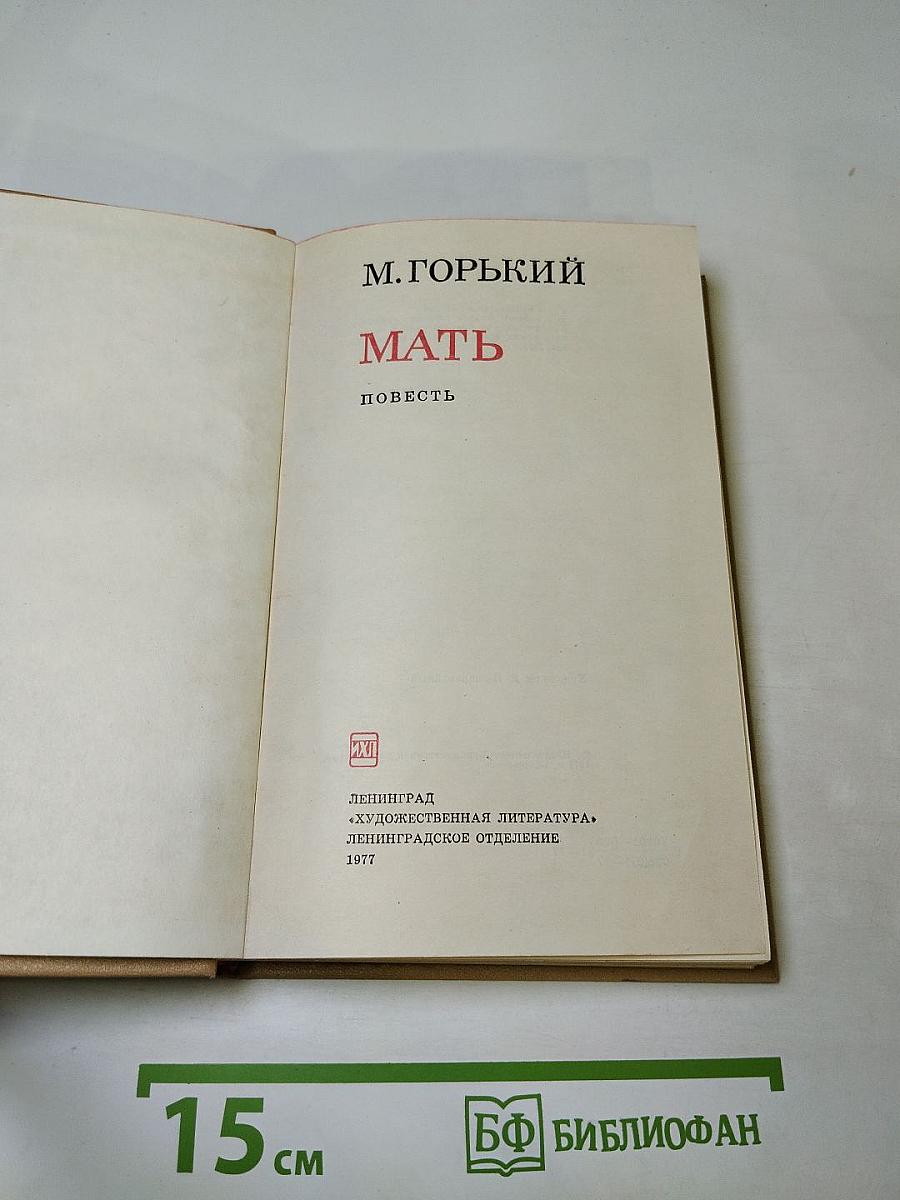 М. ГОРЬКИЙ
МАТЬ
ПОВЕСТЬ
ИХЛ
ЛЕНИНГРАД
«ХУДОЖЕСТВЕННАЯ ЛИТЕРАТУРА»
ЛЕНИНГРАДСКОЕ ОТДЕЛЕНИЕ
1977
15 см
БФ БИБЛИОФАН